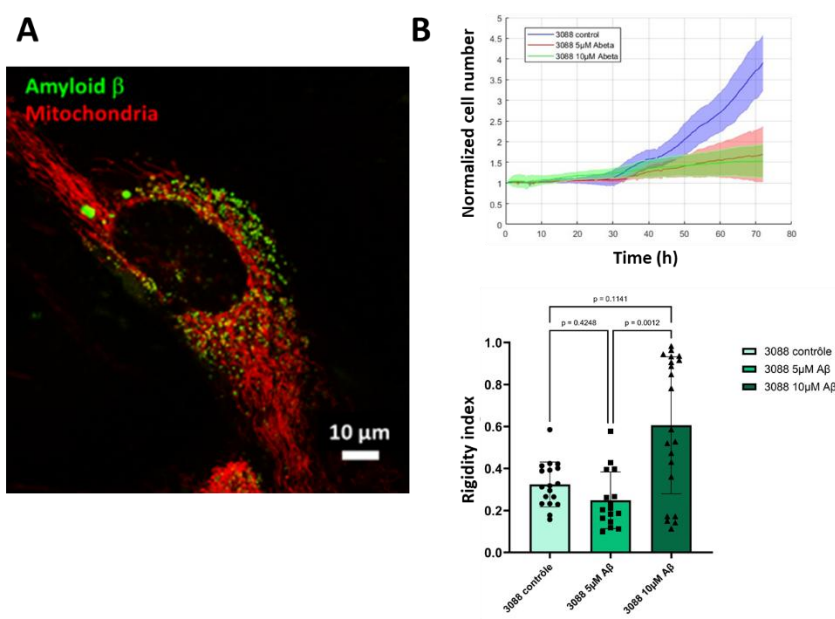 A
Amyloid β
Mitochondria
10 µm
B
5
4.5
4
3.5
3
2.5
2
1.5
1
0.5
0
3088 control
3088 5µM Abeta
3088 10µM Abeta
Normalized cell number
0 10 20 30 40 50 60 70 80
Time (h)
p = 0.1141
p = 0.4248 p = 0.0012
1.0
0.8
0.6
0.4
0.2
0.0
Rigidity index
3088 contrôle
3088 5µM Aβ
3088 10µM Aβ
3088 contrôle
3088 5µM Aβ
3088 10µM Aβ